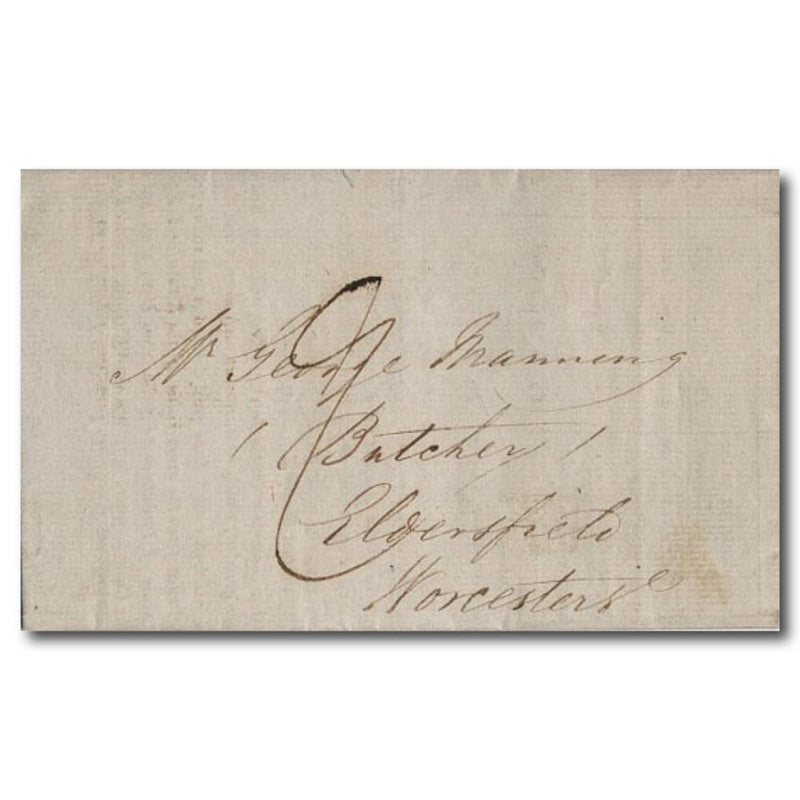 Mr George Manning
( Butcher )
Eldersfield
Worcesters^e